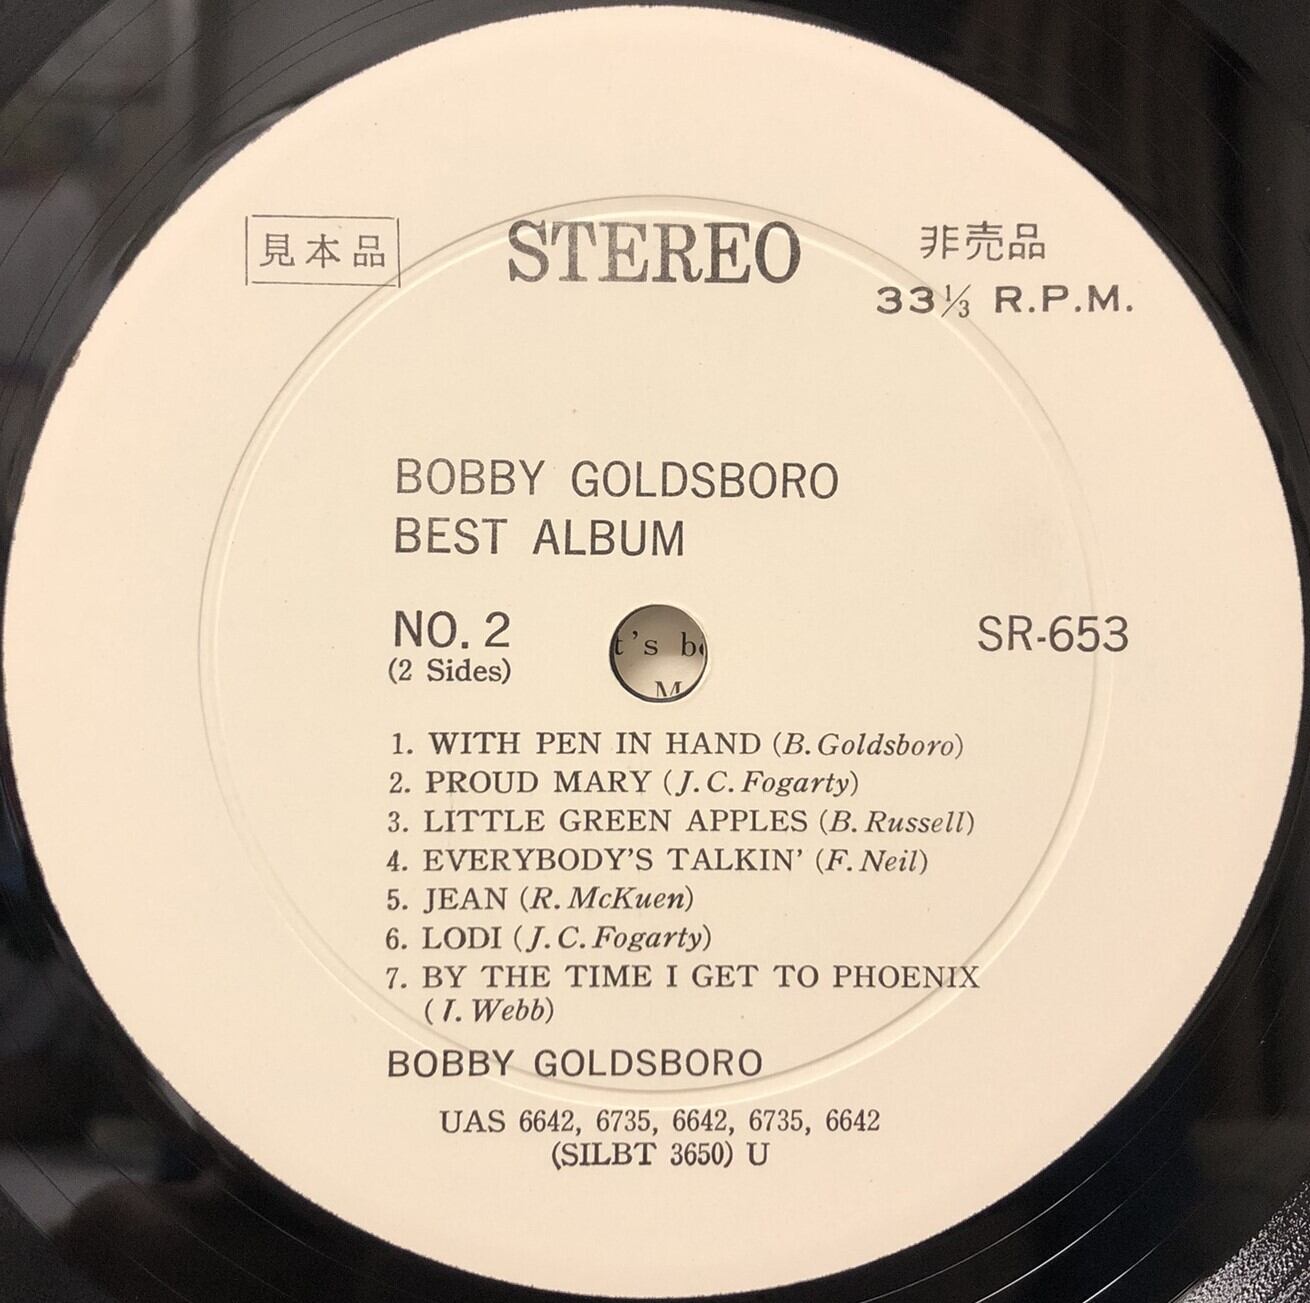 見本品
STEREO
非売品
33⅓ R.P.M.
BOBBY GOLDSBORO
BEST ALBUM
NO. 2
(2 Sides)
SR-653
t's b
M
1. WITH PEN IN HAND (B. Goldsboro)
2. PROUD MARY (J. C. Fogarty)
3. LITTLE GREEN APPLES (B. Russell)
4. EVERYBODY'S TALKIN' (F. Neil)
5. JEAN (R. McKuen)
6. LODI (J. C. Fogarty)
7. BY THE TIME I GET TO PHOENIX
(I. Webb)
BOBBY GOLDSBORO
UAS 6642, 6735, 6642, 6735, 6642
(SILBT 3650) U